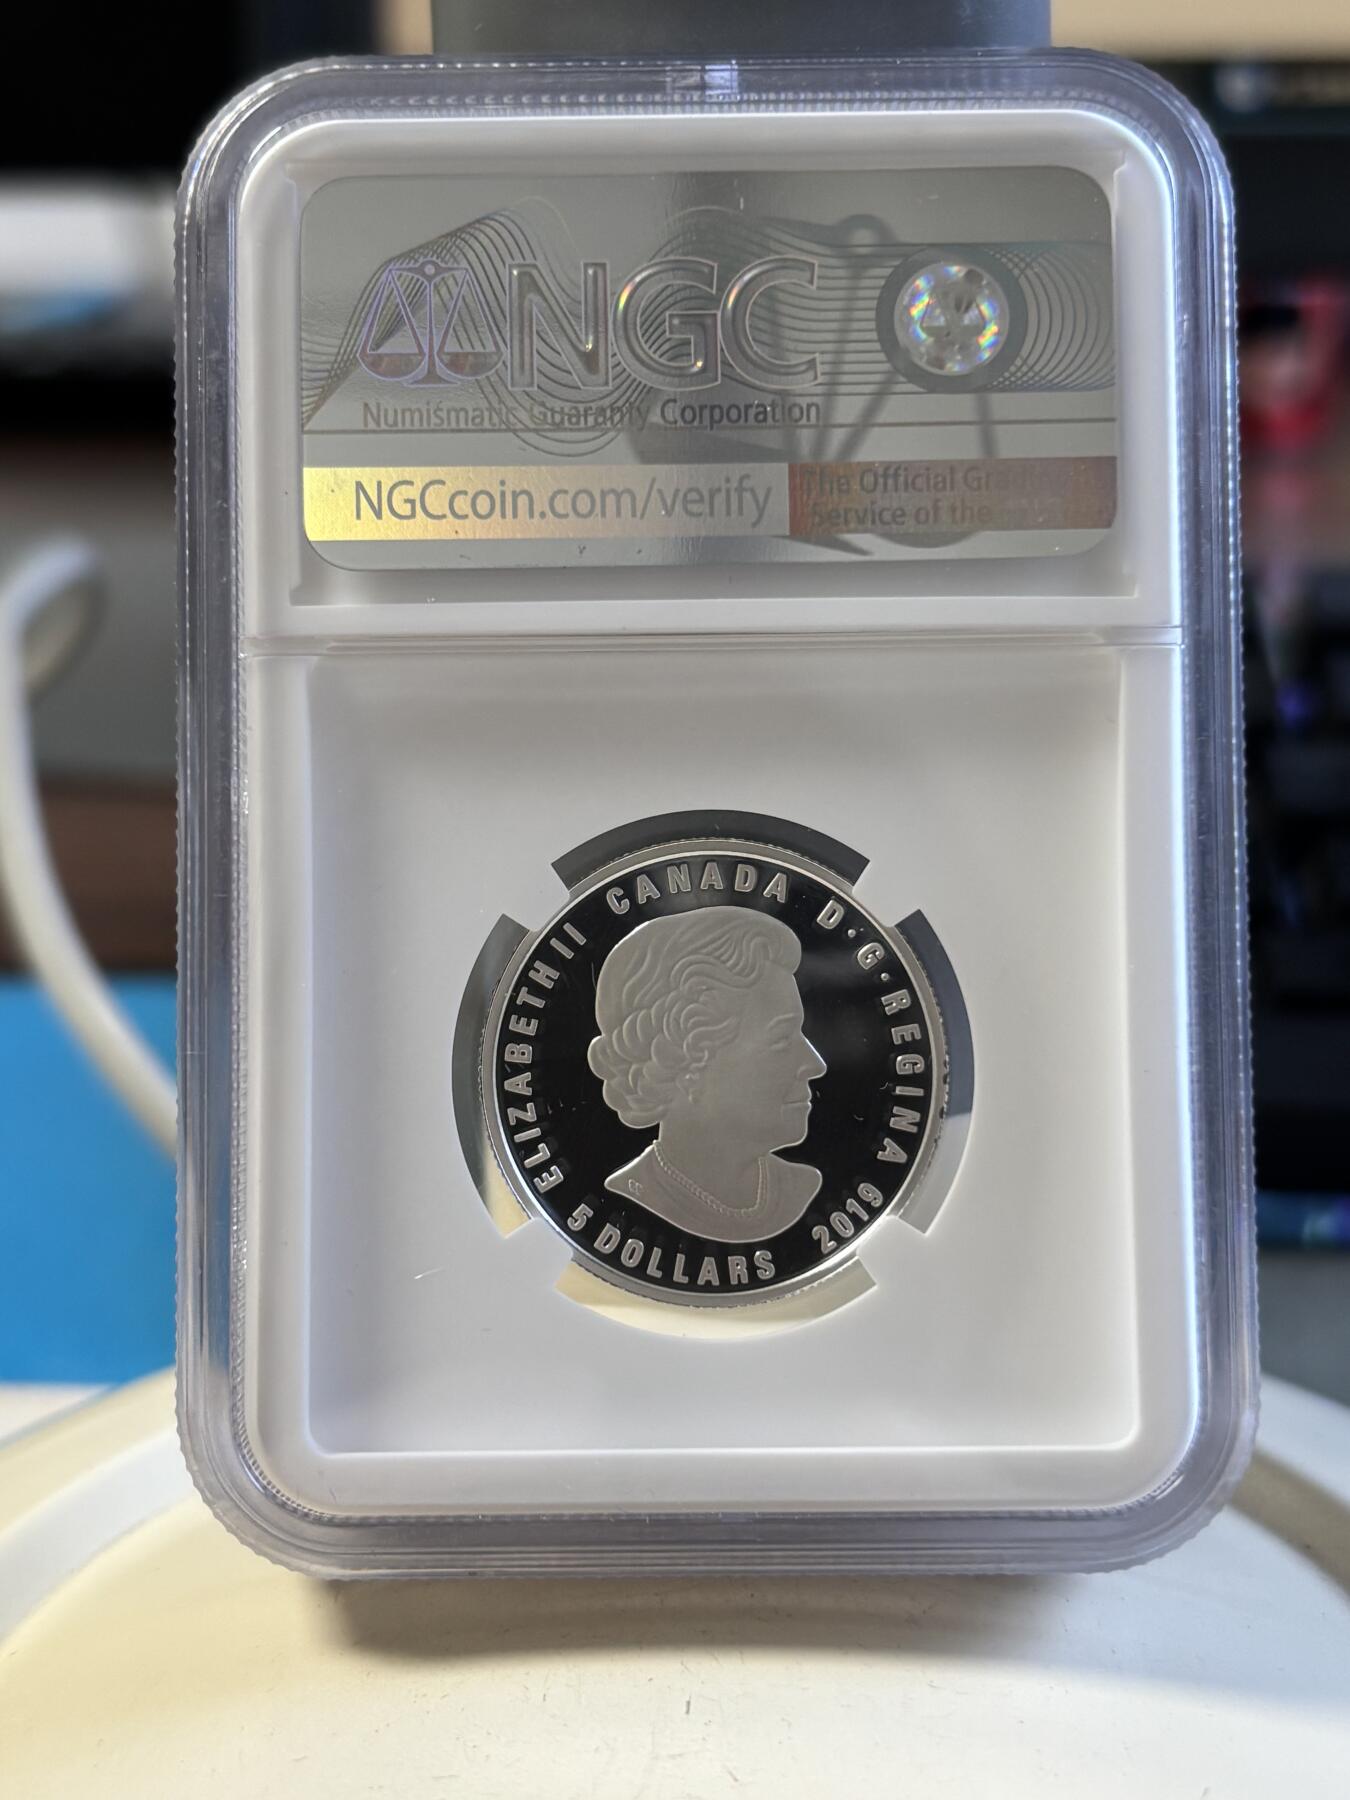 NGC
Numismatic Guaranty Corporation
NGCcoin.com/verify
The Official Grading
Service of the
ELIZABETH II CANADA D·G·REGINA
5 DOLLARS 2019